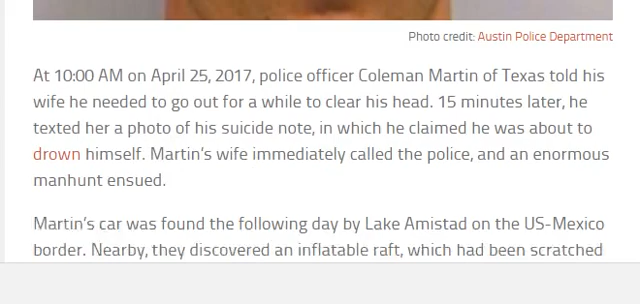 Photo credit: Austin Police Department
At 10:00 AM on April 25, 2017, police officer Coleman Martin of Texas told his
wife he needed to go out for a while to clear his head. 15 minutes later, he
texted her a photo of his suicide note, in which he claimed he was about to
drown himself. Martin's wife immediately called the police, and an enormous
manhunt ensued.
Martin's car was found the following day by Lake Amistad on the US-Mexico
border. Nearby, they discovered an inflatable raft, which had been scratched